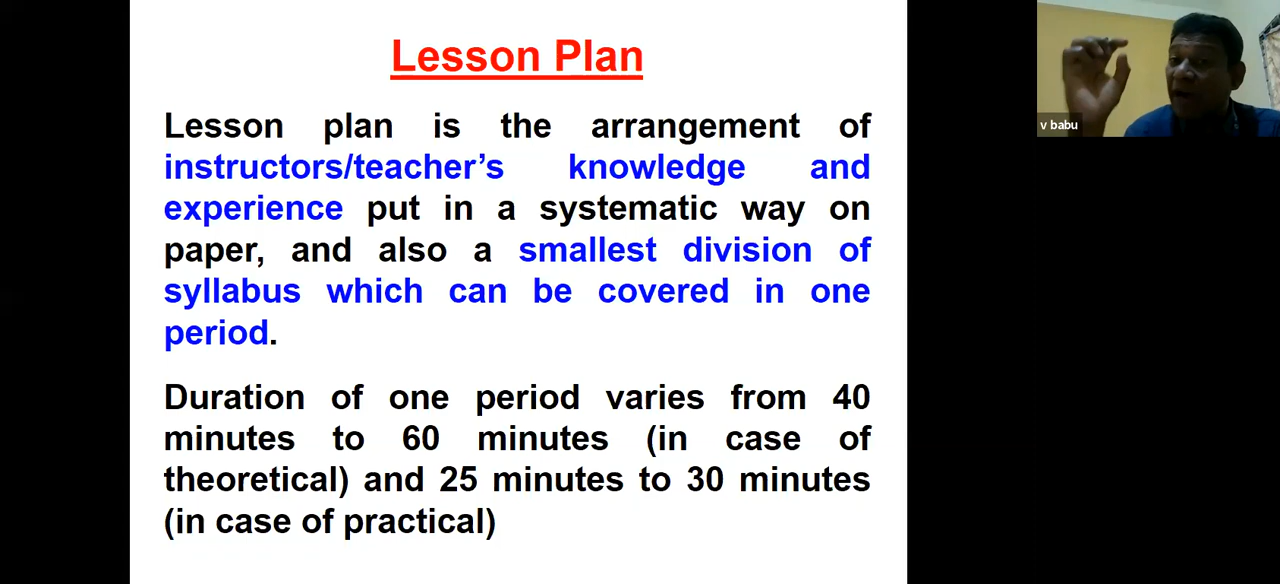 Lesson Plan
Lesson plan is the arrangement of
instructors/teacher’s knowledge and
experience put in a systematic way on
paper, and also a smallest division of
syllabus which can be covered in one
period.
Duration of one period varies from 40
minutes to 60 minutes (in case of
theoretical) and 25 minutes to 30 minutes
(in case of practical)
v babu